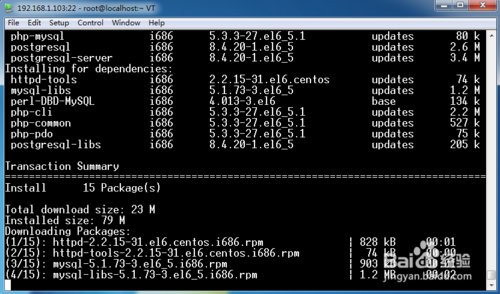 192.168.1.103:22 - root@localhost:~ VT
File Edit Setup Control Window Help
php-mysql i686 5.3.3-27.el6_5.1 updates 80 k
postgresql i686 8.4.20-1.el6_5 updates 2.6 M
postgresql-server i686 8.4.20-1.el6_5 updates 3.4 M
Installing for dependencies:
httpd-tools i686 2.2.15-31.el6.centos updates 74 k
mysql-libs i686 5.1.73-3.el6_5 updates 1.2 M
perl-DBD-MySQL i686 4.013-3.el6 base 134 k
php-cli i686 5.3.3-27.el6_5.1 updates 2.2 M
php-common i686 5.3.3-27.el6_5.1 updates 527 k
php-pdo i686 5.3.3-27.el6_5.1 updates 75 k
postgresql-libs i686 8.4.20-1.el6_5 updates 205 k
Transaction Summary
Install 15 Package(s)
Total download size: 23 M
Installed size: 79 M
Downloading Packages:
(1/15): httpd-2.2.15-31.el6.centos.i686.rpm | 828 kB 00:01
(2/15): httpd-tools-2.2.15-31.el6.centos.i686.rpm | 74 kB 00:00
(3/15): mysql-5.1.73-3.el6_5.i686.rpm | 903 kB
(4/15): mysql-libs-5.1.73-3.el6_5.i686.rpm | 1.2 MB 00:02
Baidu 经验
jingyan.baidu.com